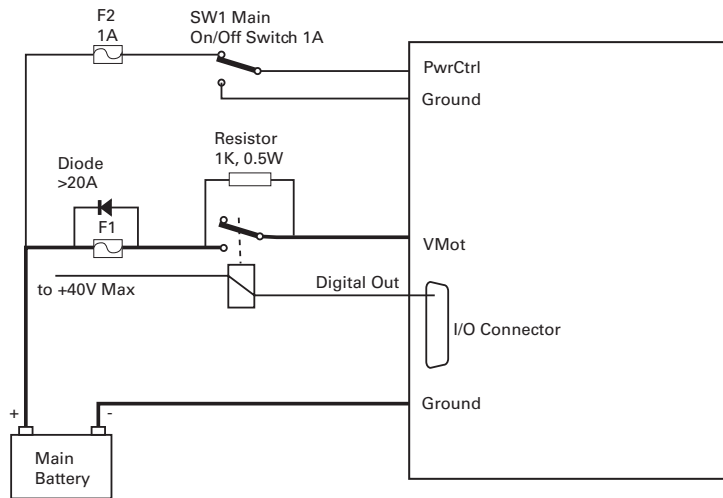 F2
1A
SW1 Main
On/Off Switch 1A
PwrCtrl
Ground
Resistor
1K, 0.5W
Diode
>20A
F1
VMot
to +40V Max
Digital Out
I/O Connector
Ground
+
-
Main
Battery